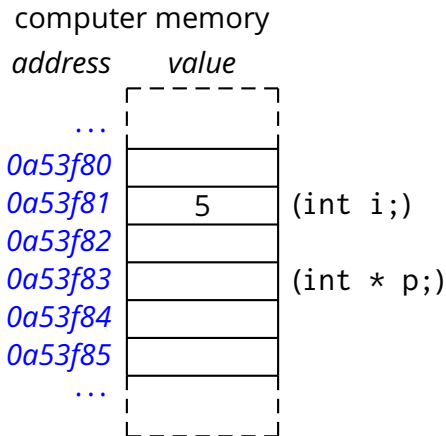 computer memory
address value
...
0a53f80
0a53f81 5 (int i;)
0a53f82
0a53f83 (int * p;)
0a53f84
0a53f85
...